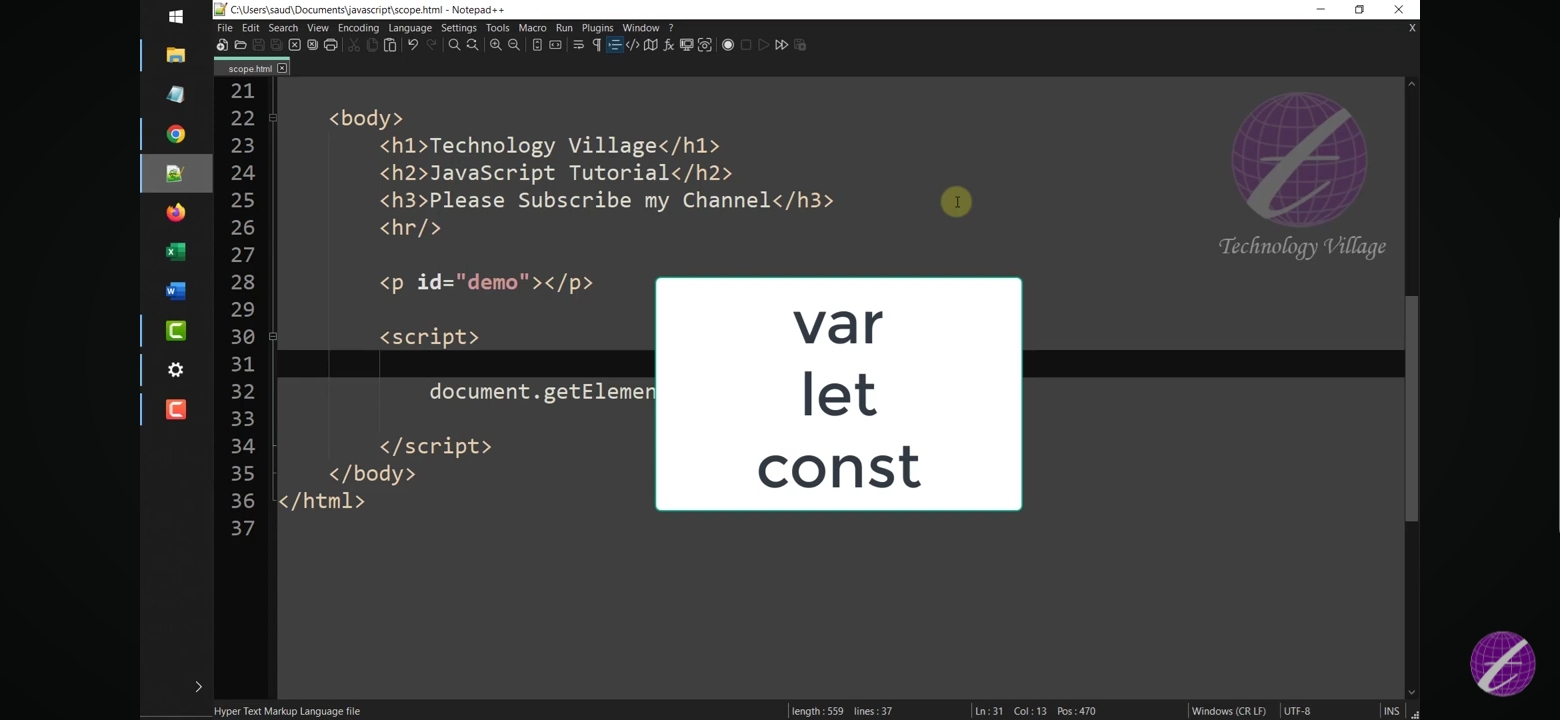 C:\Users\saud\Documents\javascript\scope.html - Notepad++
File Edit Search View Encoding Language Settings Tools Macro Run Plugins Window ? X
scope.html
21
22 <body>
23 <h1>Technology Village</h1>
24 <h2>JavaScript Tutorial</h2>
25 <h3>Please Subscribe my Channel</h3>
26 <hr/>
27
28 <p id="demo"></p>
29
30 <script>
31
32 document.getElemen
33
34 </script>
35 </body>
36 </html>
37
var
let
const
Technology Village
Hyper Text Markup Language file length : 559 lines : 37 Ln : 31 Col : 13 Pos : 470 Windows (CR LF) UTF-8 INS